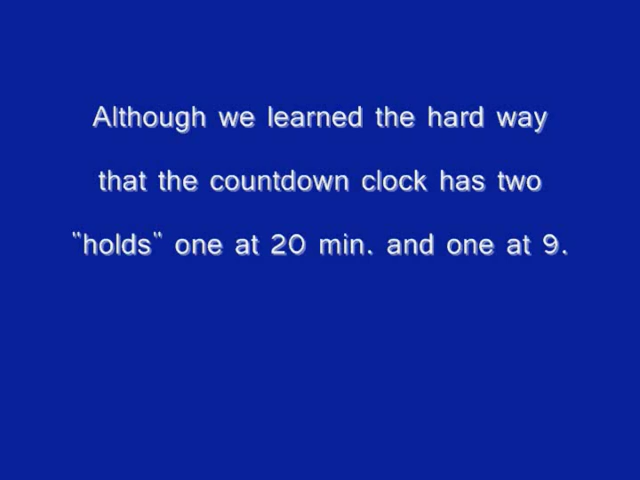 Although we learned the hard way
that the countdown clock has two
"holds" one at 20 min. and one at 9.